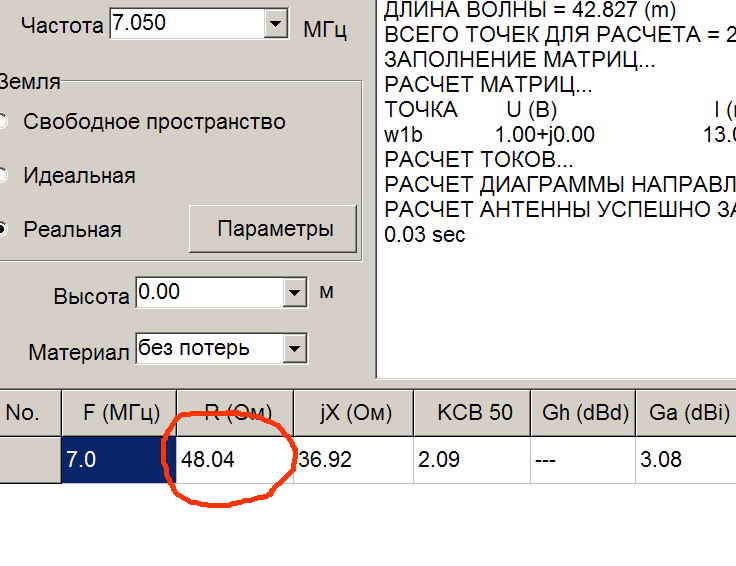 Частота 7.050 МГц
Земля
Свободное пространство
Идеальная
Реальная Параметры
Высота 0.00 м
Материал без потерь
ДЛИНА ВОЛНЫ = 42.827 (m)
ВСЕГО ТОЧЕК ДЛЯ РАСЧЕТА = 2
ЗАПОЛНЕНИЕ МАТРИЦ...
РАСЧЕТ МАТРИЦ...
ТОЧКА U (В) I (
w1b 1.00+j0.00 13.0
РАСЧЕТ ТОКОВ...
РАСЧЕТ ДИАГРАММЫ НАПРАВЛ
РАСЧЕТ АНТЕННЫ УСПЕШНО ЗА
0.03 sec
No. F (МГц) R (Ом) jX (Ом) КСВ 50 Gh (dBd) Ga (dBi)
7.0 48.04 36.92 2.09 --- 3.08